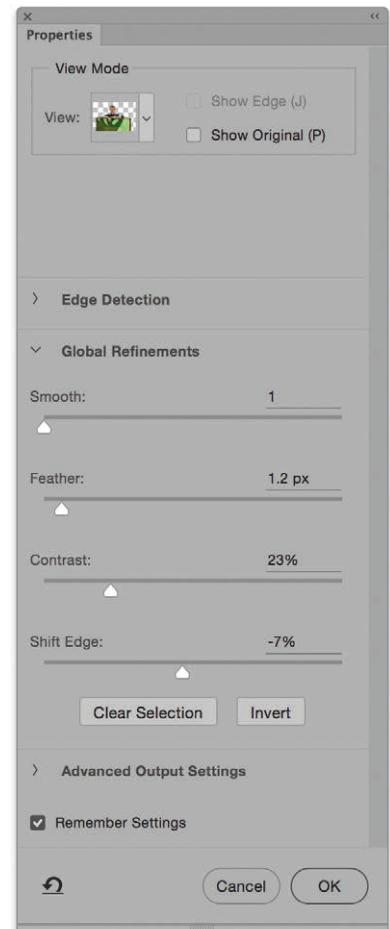 Properties
View Mode
View:
Show Edge (J)
Show Original (P)
Edge Detection
Global Refinements
Smooth: 1
Feather: 1.2 px
Contrast: 23%
Shift Edge: -7%
Clear Selection Invert
Advanced Output Settings
Remember Settings
Cancel OK